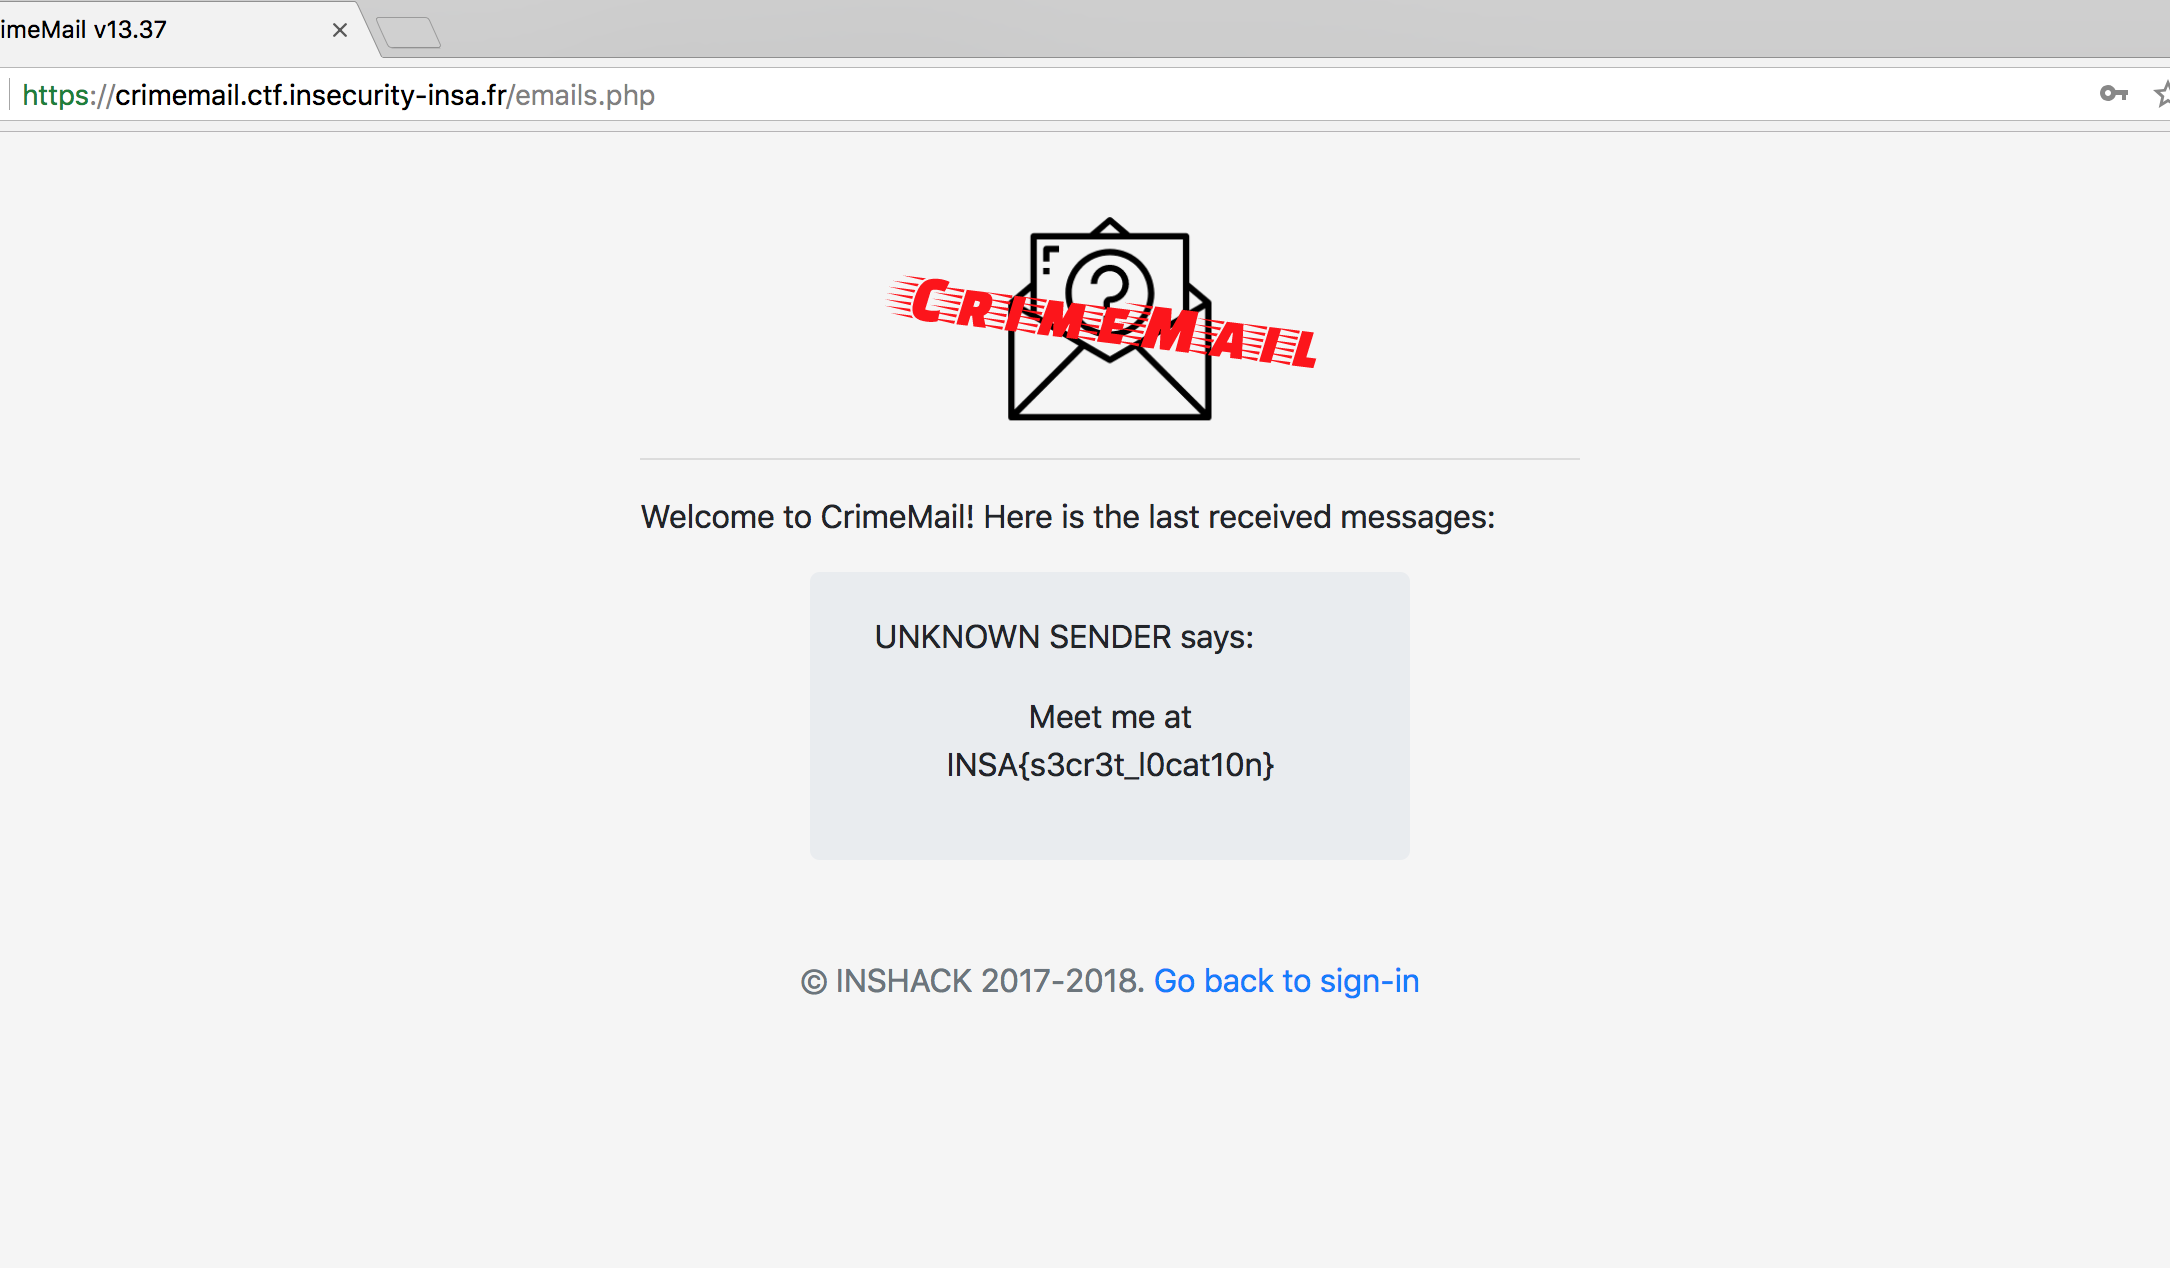 imeMail v13.37
https://crimemail.ctf.insecurity-insa.fr/emails.php
CrimeMail
Welcome to CrimeMail! Here is the last received messages:
UNKNOWN SENDER says:
Meet me at
INSA{s3cr3t_l0cat10n}
© INSHACK 2017-2018. Go back to sign-in